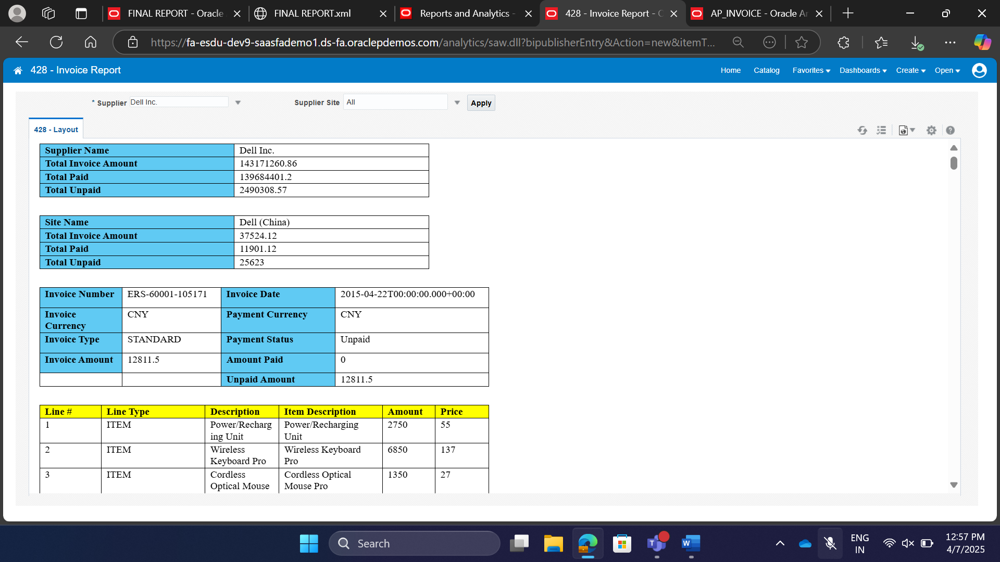 FINAL REPORT - Oracle
FINAL REPORT.xml
Reports and Analytics -
428 - Invoice Report - O
AP_INVOICE - Oracle An
https://fa-esdu-dev9-saasfademo1.ds-fa.oraclepdemos.com/analytics/saw.dll?bipublisherEntry&Action=new&itemT...
428 - Invoice Report
Home Catalog Favorites Dashboards Create Open
* Supplier Dell Inc. Supplier Site All Apply
428 - Layout
Supplier Name Dell Inc.
Total Invoice Amount 143171260.86
Total Paid 139684401.2
Total Unpaid 2490308.57
Site Name Dell (China)
Total Invoice Amount 37524.12
Total Paid 11901.12
Total Unpaid 25623
Invoice Number ERS-60001-105171 Invoice Date 2015-04-22T00:00:00.000+00:00
Invoice Currency CNY Payment Currency CNY
Invoice Type STANDARD Payment Status Unpaid
Invoice Amount 12811.5 Amount Paid 0
Unpaid Amount 12811.5
Line # Line Type Description Item Description Amount Price
1 ITEM Power/Recharging Unit Power/Recharging Unit 2750 55
2 ITEM Wireless Keyboard Pro Wireless Keyboard Pro 6850 137
3 ITEM Cordless Optical Mouse Cordless Optical Mouse Pro 1350 27
Search
ENG
IN
12:57 PM
4/7/2025